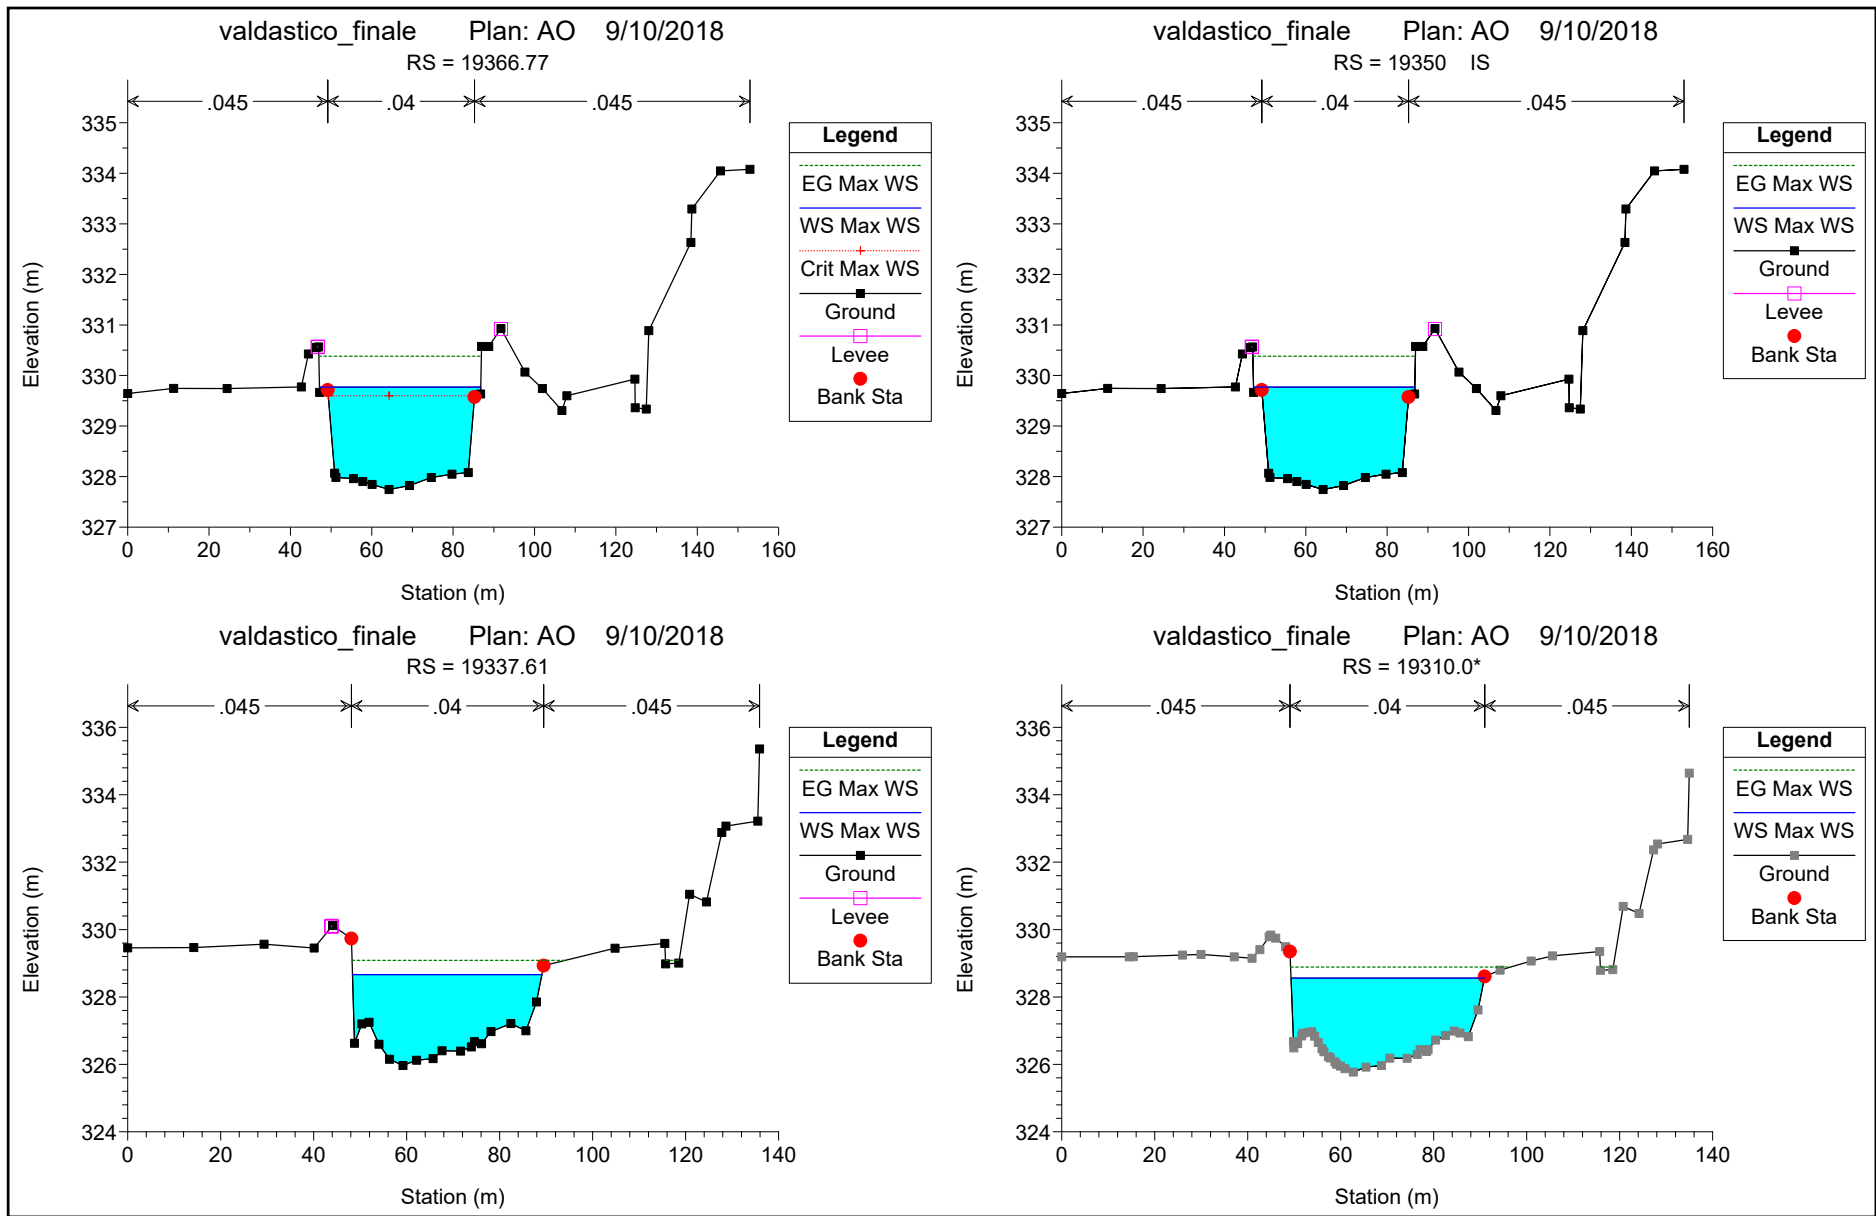 valdastico_finale Plan: AO 9/10/2018
RS = 19366.77
.045 .04 .045
335
334
333
332
331
330
329
328
327
Elevation (m)
0 20 40 60 80 100 120 140 160
Station (m)
Legend
EG Max WS
WS Max WS
Crit Max WS
Ground
Levee
Bank Sta
valdastico_finale Plan: AO 9/10/2018
RS = 19350 IS
.045 .04 .045
335
334
333
332
331
330
329
328
327
Elevation (m)
0 20 40 60 80 100 120 140 160
Station (m)
Legend
EG Max WS
WS Max WS
Ground
Levee
Bank Sta
valdastico_finale Plan: AO 9/10/2018
RS = 19337.61
.045 .04 .045
336
334
332
330
328
326
324
Elevation (m)
0 20 40 60 80 100 120 140
Station (m)
Legend
EG Max WS
WS Max WS
Ground
Levee
Bank Sta
valdastico_finale Plan: AO 9/10/2018
RS = 19310.0*
.045 .04 .045
336
334
332
330
328
326
324
Elevation (m)
0 20 40 60 80 100 120 140
Station (m)
Legend
EG Max WS
WS Max WS
Ground
Bank Sta